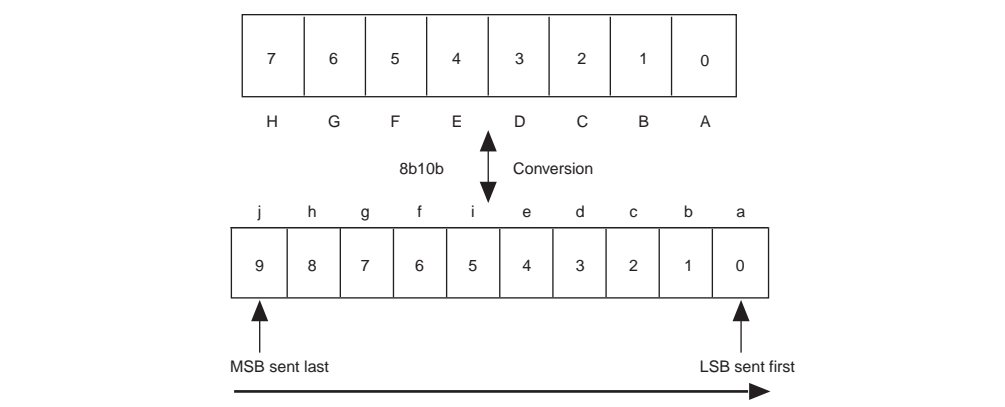 7 6 5 4 3 2 1 0
H G F E D C B A
8b10b Conversion
j h g f i e d c b a
9 8 7 6 5 4 3 2 1 0
MSB sent last LSB sent first